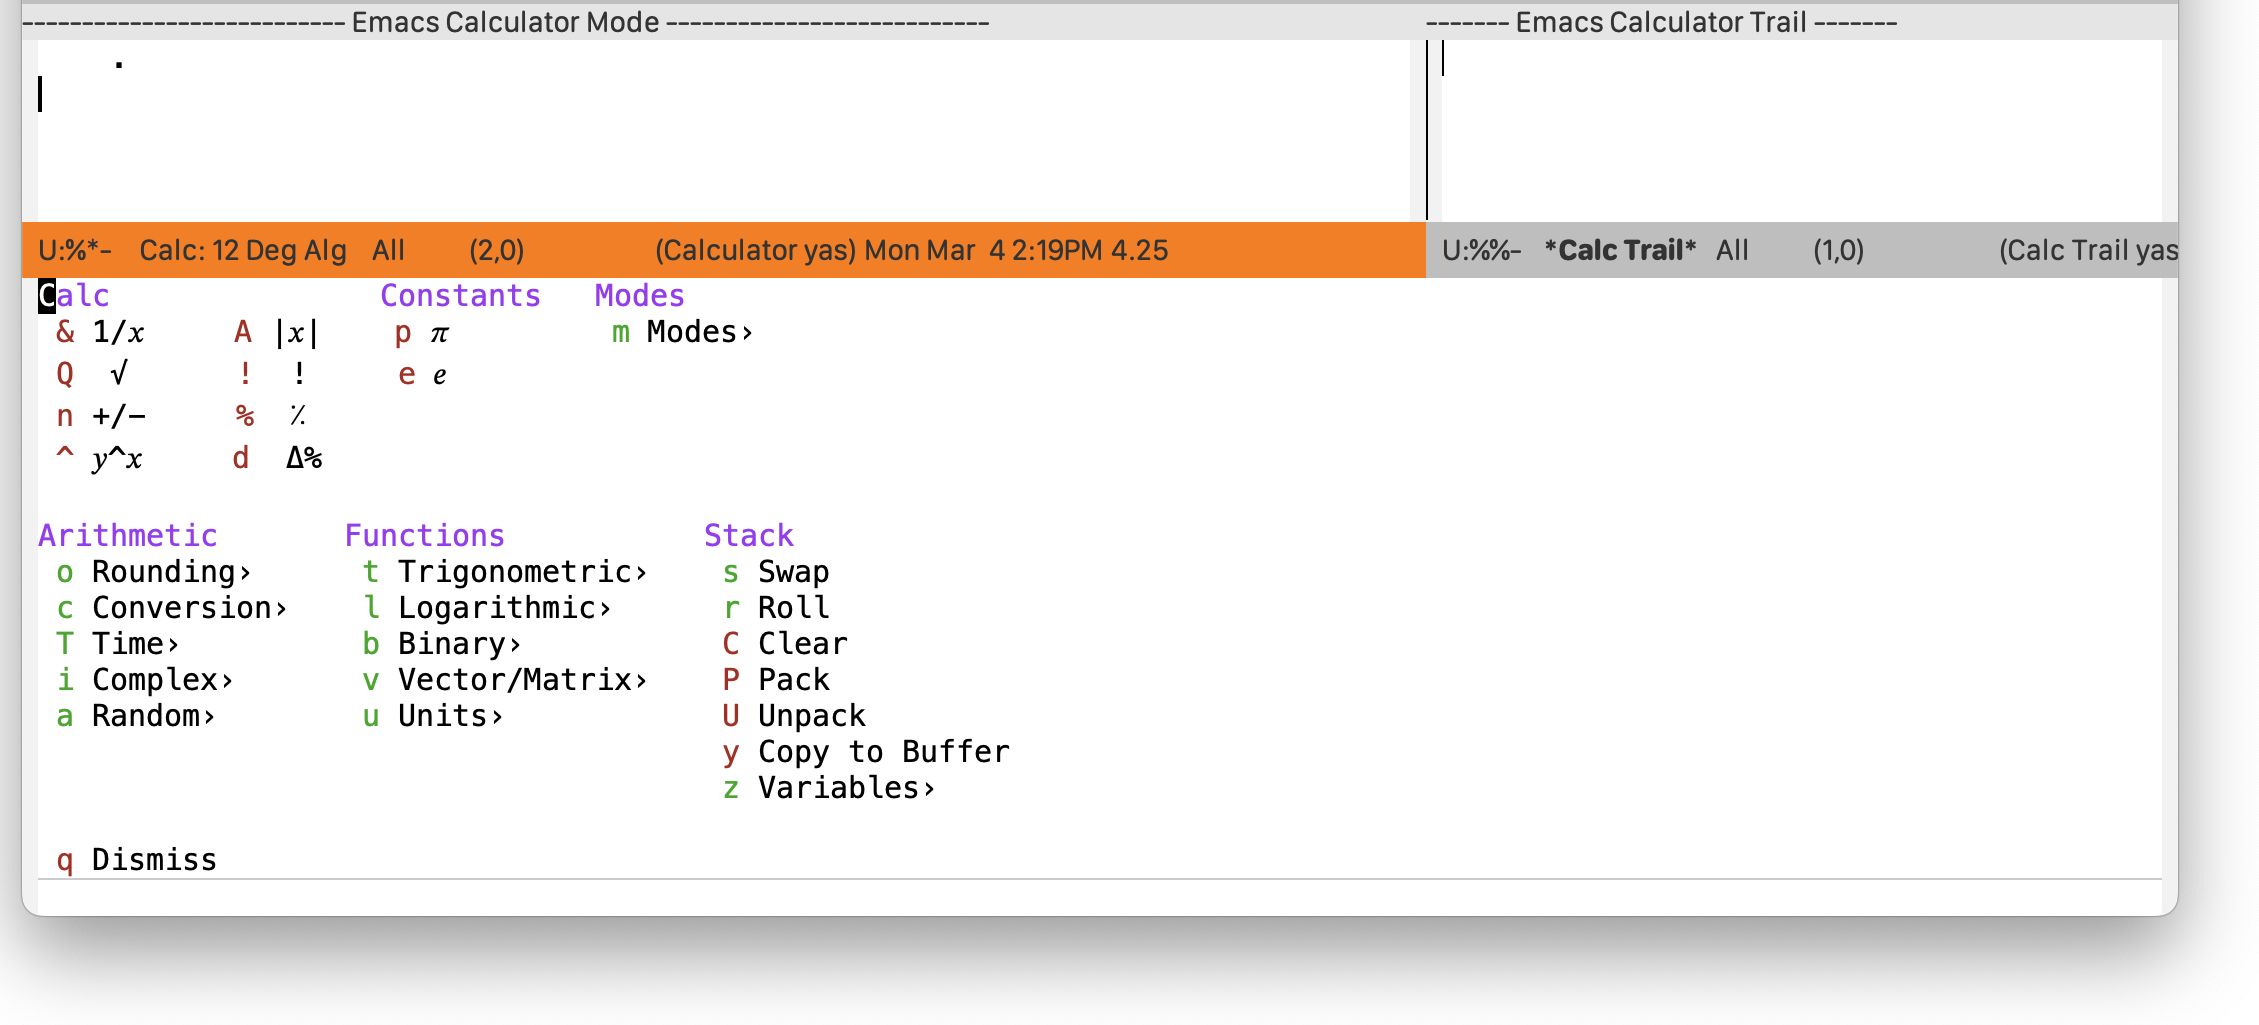 --------------------------- Emacs Calculator Mode ---------------------------
------- Emacs Calculator Trail -------
.
U:%*- Calc: 12 Deg Alg All (2,0) (Calculator yas) Mon Mar 4 2:19PM 4.25
U:%%- *Calc Trail* All (1,0) (Calc Trail yas
Calc Constants Modes
& 1/x A |x| p π m Modes›
Q √ ! ! e e
n +/− % ٪
^ y^x d Δ%
Arithmetic Functions Stack
o Rounding› t Trigonometric› s Swap
c Conversion› l Logarithmic› r Roll
T Time› b Binary› C Clear
i Complex› v Vector/Matrix› P Pack
a Random› u Units› U Unpack
y Copy to Buffer
z Variables›
q Dismiss